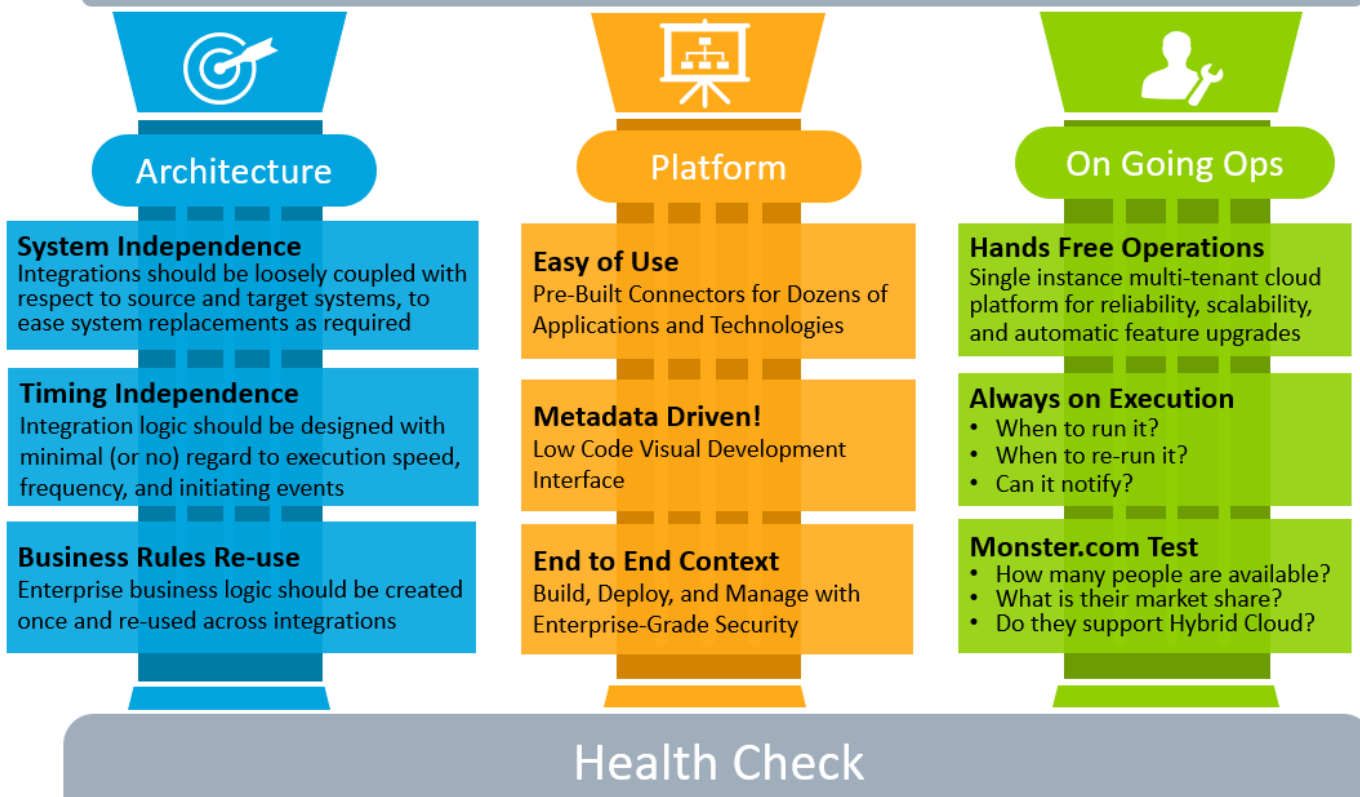 Architecture
System Independence
Integrations should be loosely coupled with
respect to source and target systems, to
ease system replacements as required
Timing Independence
Integration logic should be designed with
minimal (or no) regard to execution speed,
frequency, and initiating events
Business Rules Re-use
Enterprise business logic should be created
once and re-used across integrations
Platform
Easy of Use
Pre-Built Connectors for Dozens of
Applications and Technologies
Metadata Driven!
Low Code Visual Development
Interface
End to End Context
Build, Deploy, and Manage with
Enterprise-Grade Security
On Going Ops
Hands Free Operations
Single instance multi-tenant cloud
platform for reliability, scalability,
and automatic feature upgrades
Always on Execution
• When to run it?
• When to re-run it?
• Can it notify?
Monster.com Test
• How many people are available?
• What is their market share?
• Do they support Hybrid Cloud?
Health Check